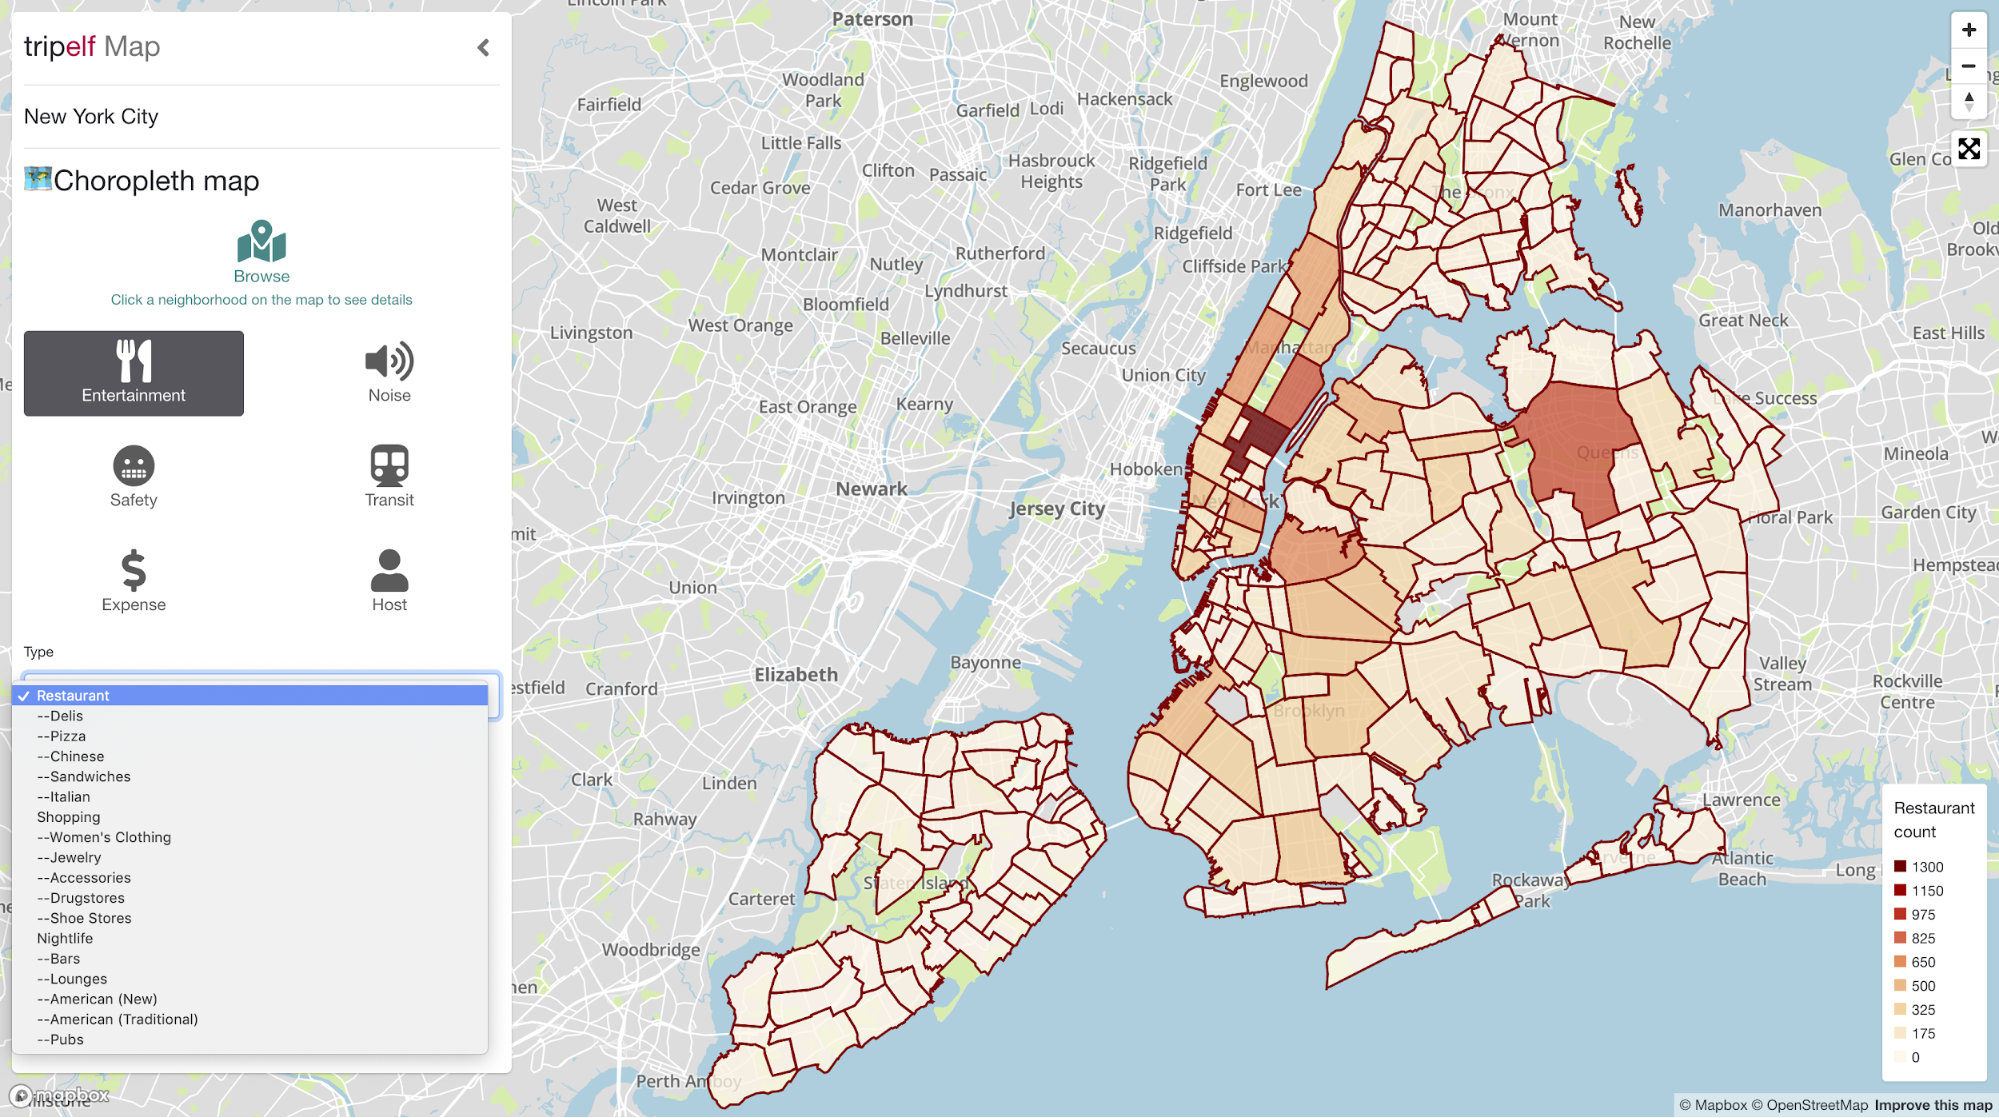 tripelf Map
New York City
Choropleth map
Browse
Click a neighborhood on the map to see details
Entertainment
Noise
Safety
Transit
Expense
Host
Type
✓ Restaurant
--Delis
--Pizza
--Chinese
--Sandwiches
--Italian
Shopping
--Women's Clothing
--Jewelry
--Accessories
--Drugstores
--Shoe Stores
Nightlife
--Bars
--Lounges
--American (New)
--American (Traditional)
--Pubs
mapbox
Lincoln Park
Paterson
Mount
Vernon
New
Rochelle
Woodland
Park
Englewood
Fairfield
Garfield
Lodi
Hackensack
Little Falls
Hasbrouck
Heights
Ridgefield
Park
Glen Co
Clifton
Passaic
Cedar Grove
Fort Lee
The Bronx
West
Caldwell
Manorhaven
Ridgefield
Old
Brookv
Montclair
Rutherford
Nutley
Cliffside Park
Lyndhurst
Bloomfield
Great Neck
West Orange
Livingston
Belleville
East Hills
Secaucus
Manhattan
Union City
East Orange
Kearny
Lake Success
Queens
Mineola
Hoboken
Newark
Irvington
New York
Jersey City
mit
Floral Park
Garden City
Hempstea
Union
Bayonne
Elizabeth
Valley
Stream
estfield
Cranford
Rockville
Centre
Brooklyn
Clark
Linden
Lawrence
Rahway
Arverne
Atlantic
Beach
Long
Staten Island
Rockaway
Park
Carteret
Woodbridge
Perth Amboy
Restaurant
count
1300
1150
975
825
650
500
325
175
0
© Mapbox © OpenStreetMap Improve this map